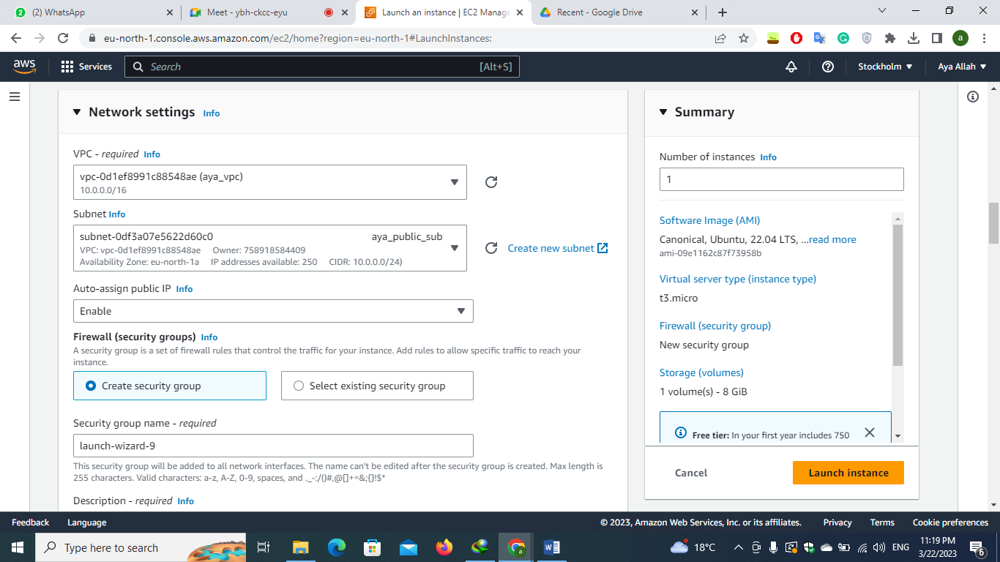 (2) WhatsApp
Meet - ybh-ckcc-eyu
Launch an instance | EC2 Manage
Recent - Google Drive
eu-north-1.console.aws.amazon.com/ec2/home?region=eu-north-1#LaunchInstances:
a
aws
Services
Search
[Alt+S]
Stockholm
Aya Allah
Network settings Info
VPC - required Info
vpc-0d1ef8991c88548ae (aya_vpc)
10.0.0.0/16
Subnet Info
subnet-0df3a07e5622d60c0 aya_public_sub
VPC: vpc-0d1ef8991c88548ae Owner: 758918584409
Availability Zone: eu-north-1a IP addresses available: 250 CIDR: 10.0.0.0/24)
Create new subnet
Auto-assign public IP Info
Enable
Firewall (security groups) Info
A security group is a set of firewall rules that control the traffic for your instance. Add rules to allow specific traffic to reach your
instance.
Create security group
Select existing security group
Security group name - required
launch-wizard-9
This security group will be added to all network interfaces. The name can't be edited after the security group is created. Max length is
255 characters. Valid characters: a-z, A-Z, 0-9, spaces, and ._-:/()#,@[]+=&;{}!$*
Description - required Info
Summary
Number of instances Info
1
Software Image (AMI)
Canonical, Ubuntu, 22.04 LTS, ...read more
ami-09e1162c87f73958b
Virtual server type (instance type)
t3.micro
Firewall (security group)
New security group
Storage (volumes)
1 volume(s) - 8 GiB
Free tier: In your first year includes 750
Cancel
Launch instance
Feedback
Language
© 2023, Amazon Web Services, Inc. or its affiliates.
Privacy
Terms
Cookie preferences
Type here to search
18°C
ENG
11:19 PM
3/22/2023
6